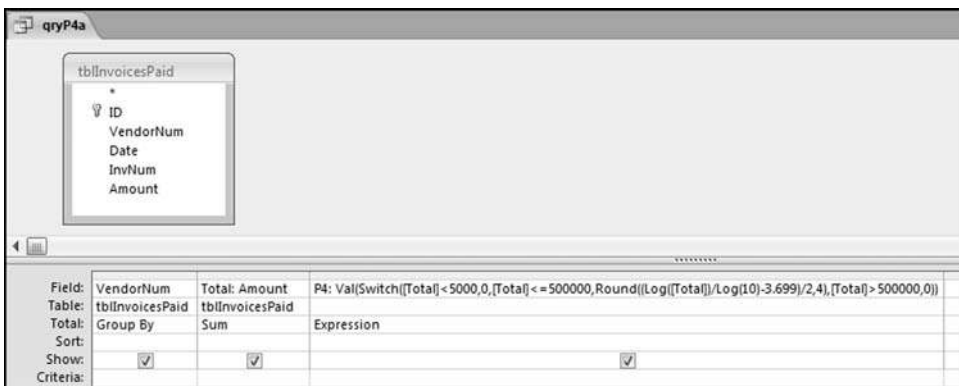 qryP4a
tblInvoicesPaid
*
ID
VendorNum
Date
InvNum
Amount
Field: VendorNum Total: Amount P4: Val(Switch([Total]<5000,0,[Total]<=500000,Round((Log([Total])/Log(10)-3.699)/2,4),[Total]>500000,0))
Table: tblInvoicesPaid tblInvoicesPaid
Total: Group By Sum Expression
Sort:
Show:
Criteria: